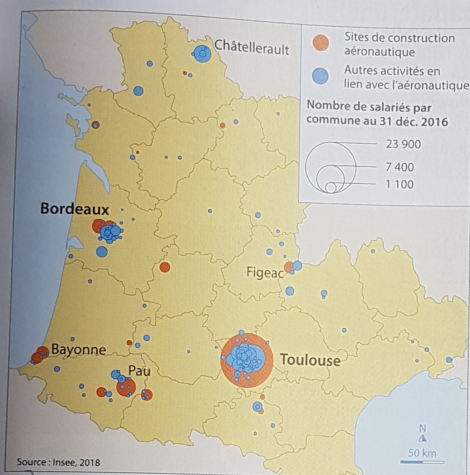 Châtellerault
Sites de construction
aéronautique
Autres activités en
lien avec l'aéronautique
Nombre de salariés par
commune au 31 déc. 2016
23 900
7 400
1 100
Bordeaux
Figeac
Bayonne
Toulouse
Pau
N
50 km
Source : Insee, 2018